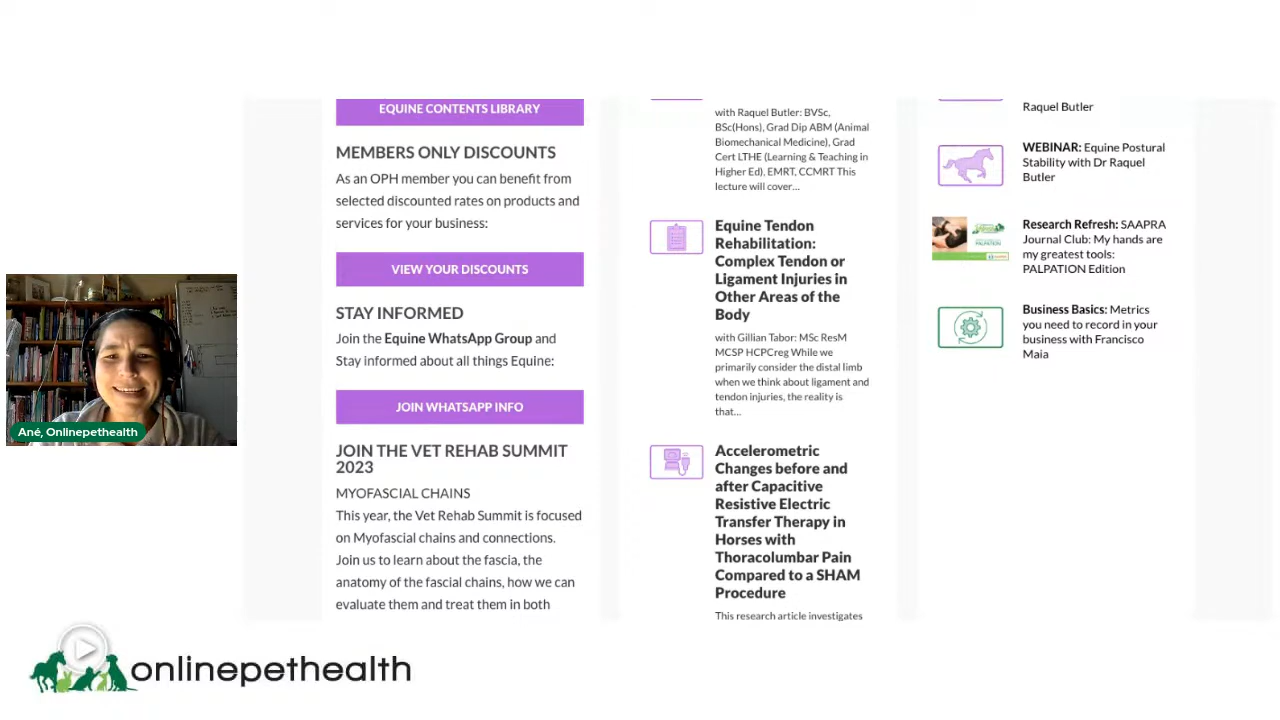 EQUINE CONTENTS LIBRARY
MEMBERS ONLY DISCOUNTS
As an OPH member you can benefit from
selected discounted rates on products and
services for your business:
VIEW YOUR DISCOUNTS
STAY INFORMED
Join the Equine WhatsApp Group and
Stay informed about all things Equine:
JOIN WHATSAPP INFO
JOIN THE VET REHAB SUMMIT
2023
MYOFASCIAL CHAINS
This year, the Vet Rehab Summit is focused
on Myofascial chains and connections.
Join us to learn about the fascia, the
anatomy of the fascial chains, how we can
evaluate them and treat them in both
with Raquel Butler: BVSc,
BSc(Hons), Grad Dip ABM (Animal
Biomechanical Medicine), Grad
Cert LTHE (Learning & Teaching in
Higher Ed), EMRT, CCMRT This
lecture will cover...
Equine Tendon
Rehabilitation:
Complex Tendon or
Ligament Injuries in
Other Areas of the
Body
with Gillian Tabor: MSc ResM
MCSP HCPCreg While we
primarily consider the distal limb
when we think about ligament and
tendon injuries, the reality is
that...
Accelerometric
Changes before and
after Capacitive
Resistive Electric
Transfer Therapy in
Horses with
Thoracolumbar Pain
Compared to a SHAM
Procedure
This research article investigates
Raquel Butler
WEBINAR: Equine Postural
Stability with Dr Raquel
Butler
PALPATION
Research Refresh: SAAPRA
Journal Club: My hands are
my greatest tools:
PALPATION Edition
Business Basics: Metrics
you need to record in your
business with Francisco
Maia
Ané, Onlinepethealth
onlinepethealth